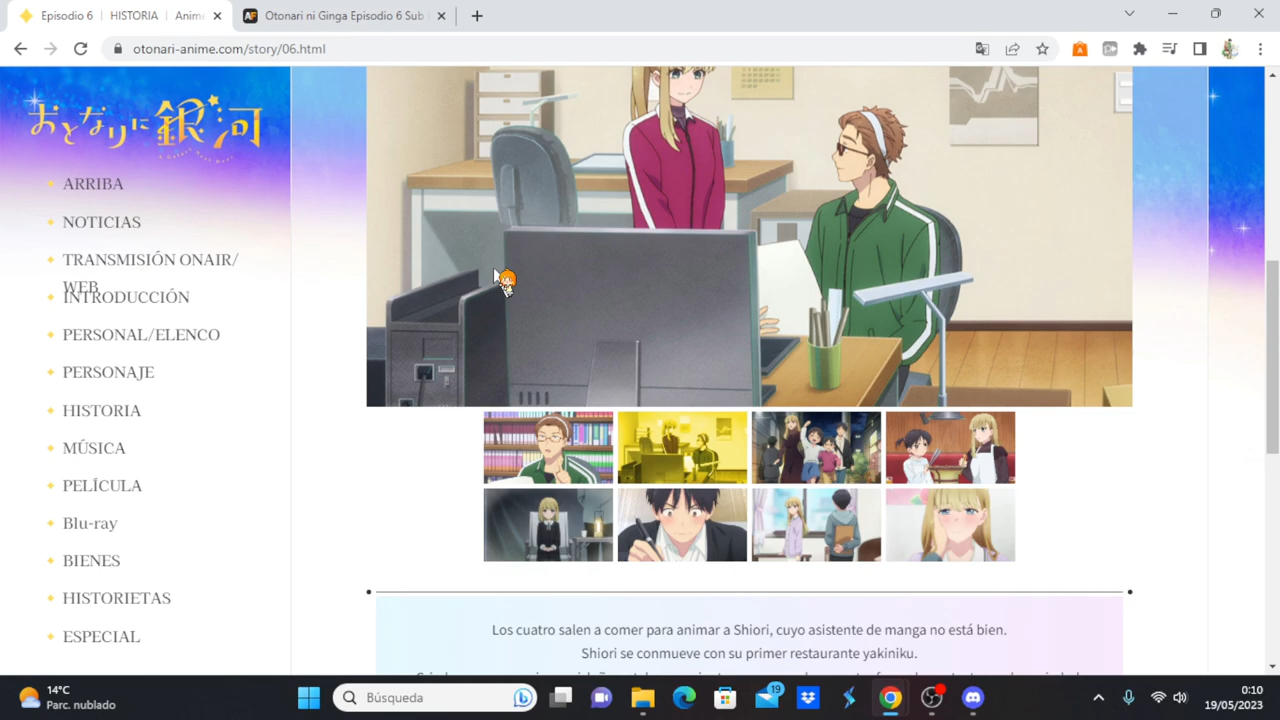 Episodio 6 | HISTORIA | Anime
Otonari ni Ginga Episodio 6 Sub
otonari-anime.com/story/06.html
おとなりに銀河
ARRIBA
NOTICIAS
TRANSMISIÓN ONAIR/
WEB
INTRODUCCIÓN
PERSONAL/ELENCO
PERSONAJE
HISTORIA
MÚSICA
PELÍCULA
Blu-ray
BIENES
HISTORIETAS
ESPECIAL
Los cuatro salen a comer para animar a Shiori, cuyo asistente de manga no está bien.
Shiori se conmueve con su primer restaurante yakiniku.
14°C
Parc. nublado
Búsqueda
19
0:10
19/05/2023